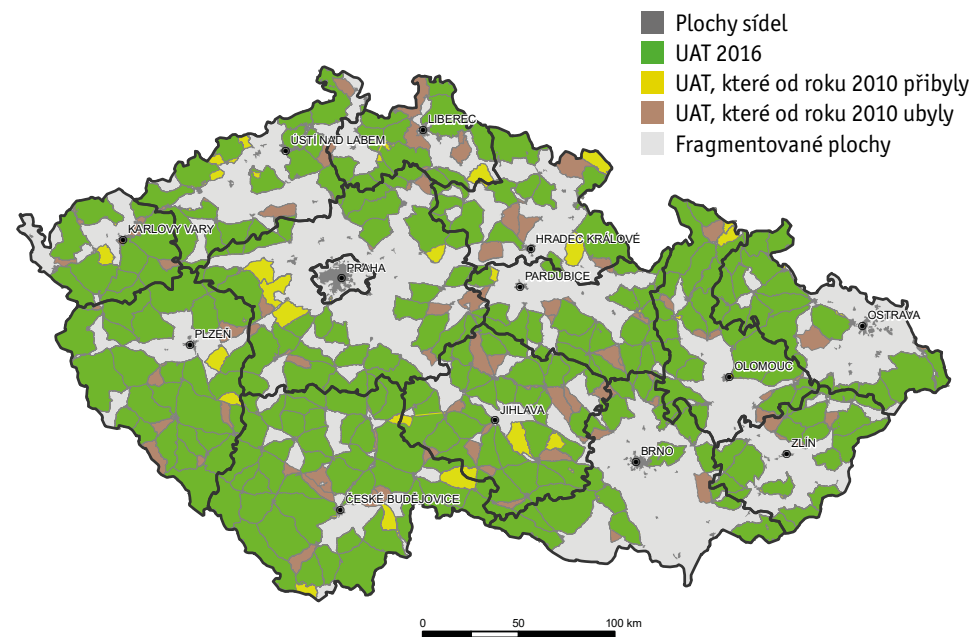 Plochy sídel
UAT 2016
UAT, které od roku 2010 přibyly
UAT, které od roku 2010 ubyly
Fragmentované plochy
LIBEREC
ÚSTÍ NAD LABEM
KARLOVY VARY
HRADEC KRÁLOVÉ
PRAHA
PARDUBICE
OSTRAVA
PLZEŇ
OLOMOUC
JIHLAVA
ZLÍN
BRNO
ČESKÉ BUDĚJOVICE
0 50 100 km